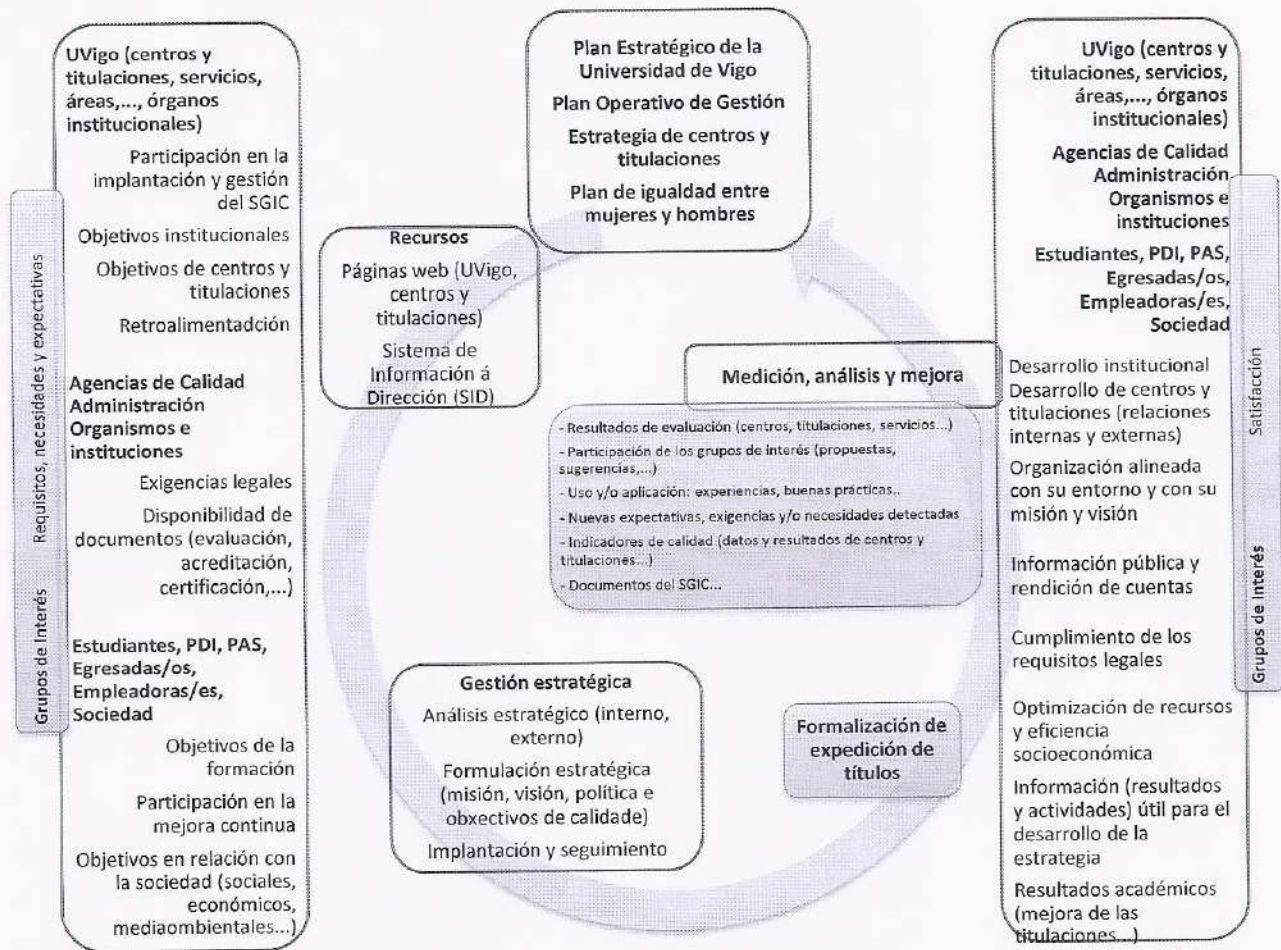 Grupos de Interés
Requisitos, necesidades y expectativas
UVigo (centros y
titulaciones, servicios,
áreas,..., órganos
institucionales)
Participación en la
implantación y gestión
del SGIC
Objetivos institucionales
Objetivos de centros y
titulaciones
Retroalimentadción
Agencias de Calidad
Administración
Organismos e
instituciones
Exigencias legales
Disponibilidad de
documentos (evaluación,
acreditación,
certificación,...)
Estudiantes, PDI, PAS,
Egresadas/os,
Empleadoras/es,
Sociedad
Objetivos de la
formación
Participación en la
mejora continua
Objetivos en relación con
la sociedad (sociales,
económicos,
mediaombientales...)
Plan Estratégico de la
Universidad de Vigo
Plan Operativo de Gestión
Estrategia de centros y
titulaciones
Plan de igualdad entre
mujeres y hombres
Recursos
Páginas web (UVigo,
centros y
titulaciones)
Sistema de
Información á
Dirección (SID)
Medición, análisis y mejora
- Resultados de evaluación (centros, titulaciones, servicios...)
- Participación de los grupos de interés (propuestas,
sugerencias,...)
- Uso y/o aplicación: experiencias, buenas prácticas..
- Nuevas expectativas, exigencias y/o necesidades detectadas
- Indicadores de calidad (datos y resultados de centros y
titulaciones...)
- Documentos del SGIC...
Gestión estratégica
Análisis estratégico (interno,
externo)
Formulación estratégica
(misión, visión, política e
obxectivos de calidade)
Implantación y seguimiento
Formalización de
expedición de
títulos
UVigo (centros y
titulaciones, servicios,
áreas,..., órganos
institucionales)
Agencias de Calidad
Administración
Organismos e
instituciones
Estudiantes, PDI, PAS,
Egresadas/os,
Empleadoras/es,
Sociedad
Desarrollo institucional
Desarrollo de centros y
titulaciones (relaciones
internas y externas)
Organización alineada
con su entorno y con su
misión y visión
Información pública y
rendición de cuentas
Cumplimiento de los
requisitos legales
Optimización de recursos
y eficiencia
socioeconómica
Información (resultados
y actividades) útil para el
desarrollo de la
estrategia
Resultados académicos
(mejora de las
titulaciones...)
Grupos de Interés
Satisfacción